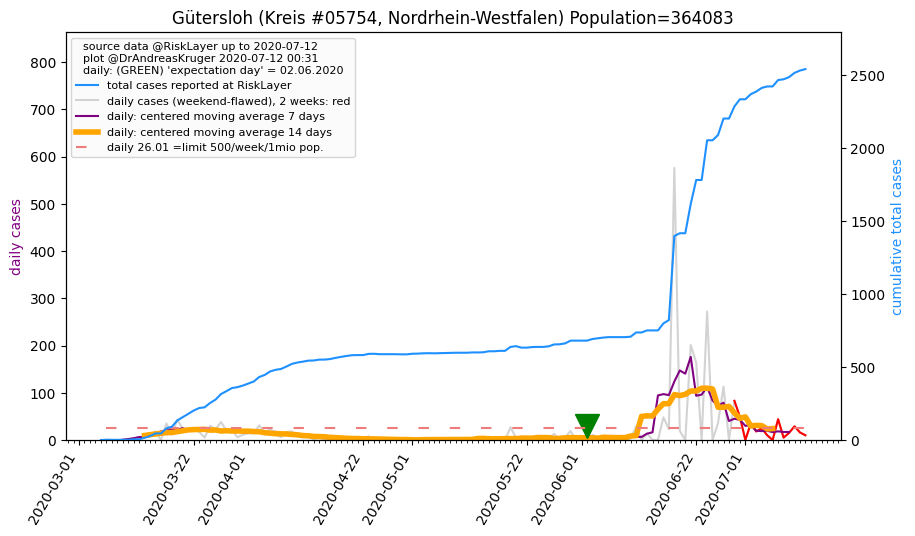 Gütersloh (Kreis #05754, Nordrhein-Westfalen) Population=364083
source data @RiskLayer up to 2020-07-12
plot @DrAndreasKruger 2020-07-12 00:31
daily: (GREEN) 'expectation day' = 02.06.2020
total cases reported at RiskLayer
daily cases (weekend-flawed), 2 weeks: red
daily: centered moving average 7 days
daily: centered moving average 14 days
daily 26.01 =limit 500/week/1mio pop.
daily cases
800
700
600
500
400
300
200
100
0
2500
2000
1500
1000
500
0
cumulative total cases
2020-03-01
2020-03-22
2020-04-01
2020-04-22
2020-05-01
2020-05-22
2020-06-01
2020-06-22
2020-07-01